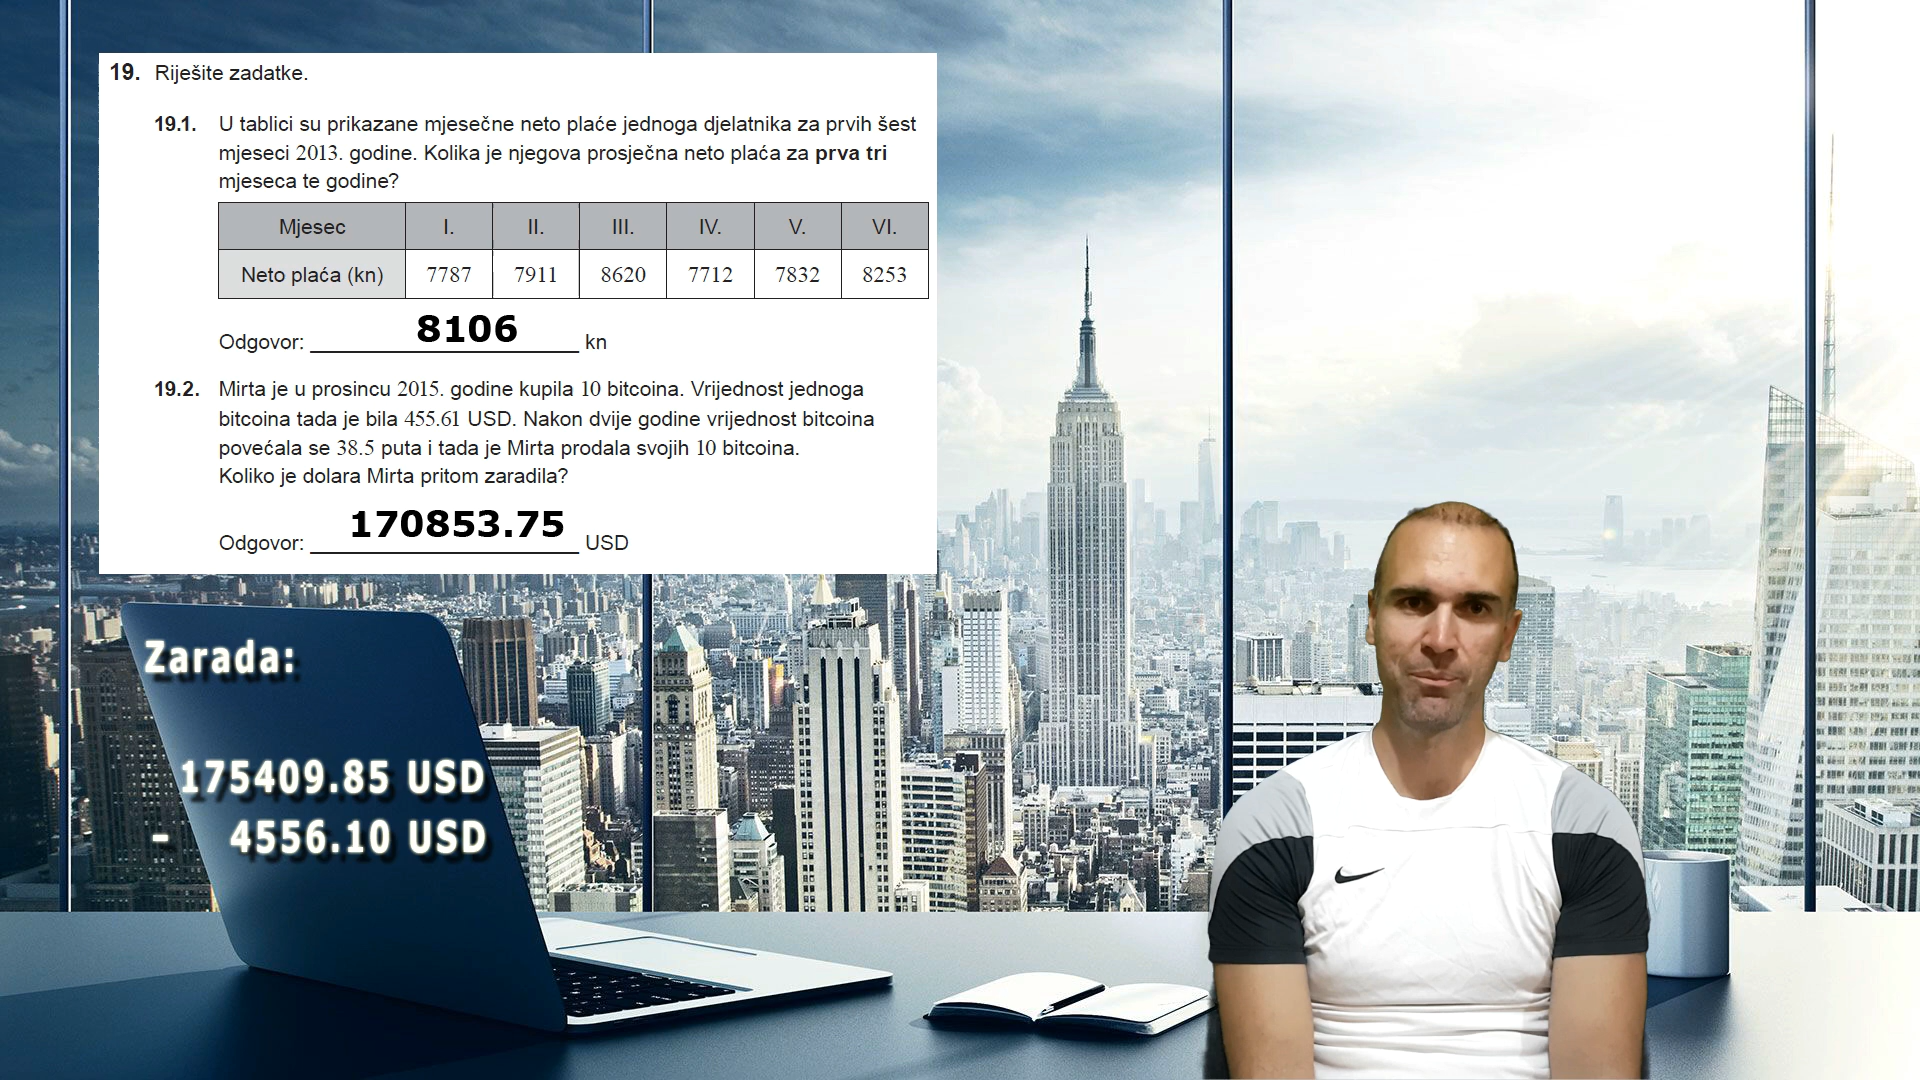 19. Riješite zadatke.
19.1. U tablici su prikazane mjesečne neto plaće jednoga djelatnika za prvih šest
mjeseci 2013. godine. Kolika je njegova prosječna neto plaća za prva tri
mjeseca te godine?
Mjesec I. II. III. IV. V. VI.
Neto plaća (kn) 7787 7911 8620 7712 7832 8253
Odgovor: 8106 kn
19.2. Mirta je u prosincu 2015. godine kupila 10 bitcoina. Vrijednost jednoga
bitcoina tada je bila 455.61 USD. Nakon dvije godine vrijednost bitcoina
povećala se 38.5 puta i tada je Mirta prodala svojih 10 bitcoina.
Koliko je dolara Mirta pritom zaradila?
Odgovor: 170853.75 USD
Zarada:
175409.85 USD
- 4556.10 USD